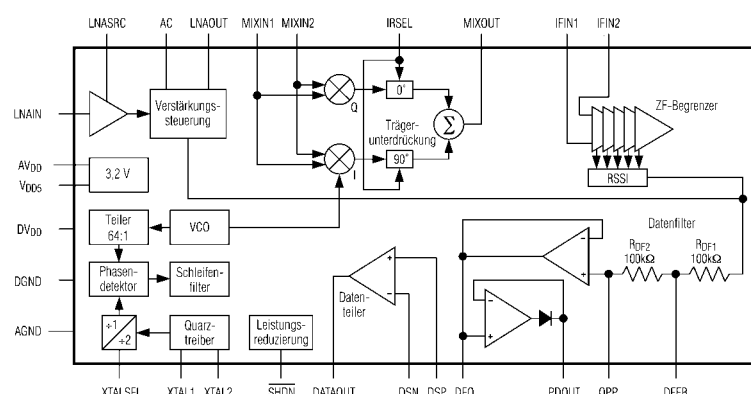 LNASRC AC LNAOUT MIXIN1 MIXIN2 IRSEL MIXOUT IFIN1 IFIN2
LNAIN
Verstärkungs-
steuerung
0°
Q
Träger-
unterdrückung
Σ
ZF-Begrenzer
90°
I
RSSI
AVDD
VDD5
3,2 V
DVDD
Teiler
64:1
VCO
Datenfilter
RDF2
100kΩ
RDF1
100kΩ
DGND
Phasen-
detektor
Schleifen-
filter
Daten-
teiler
+
-
-
+
-
+
AGND
÷1
÷2
Quarz-
treiber
Leistungs-
reduzierung
XTALSEL XTAL1 XTAL2 SHDN DATAOUT DSN DSP DFO PDOUT OPP DFFB